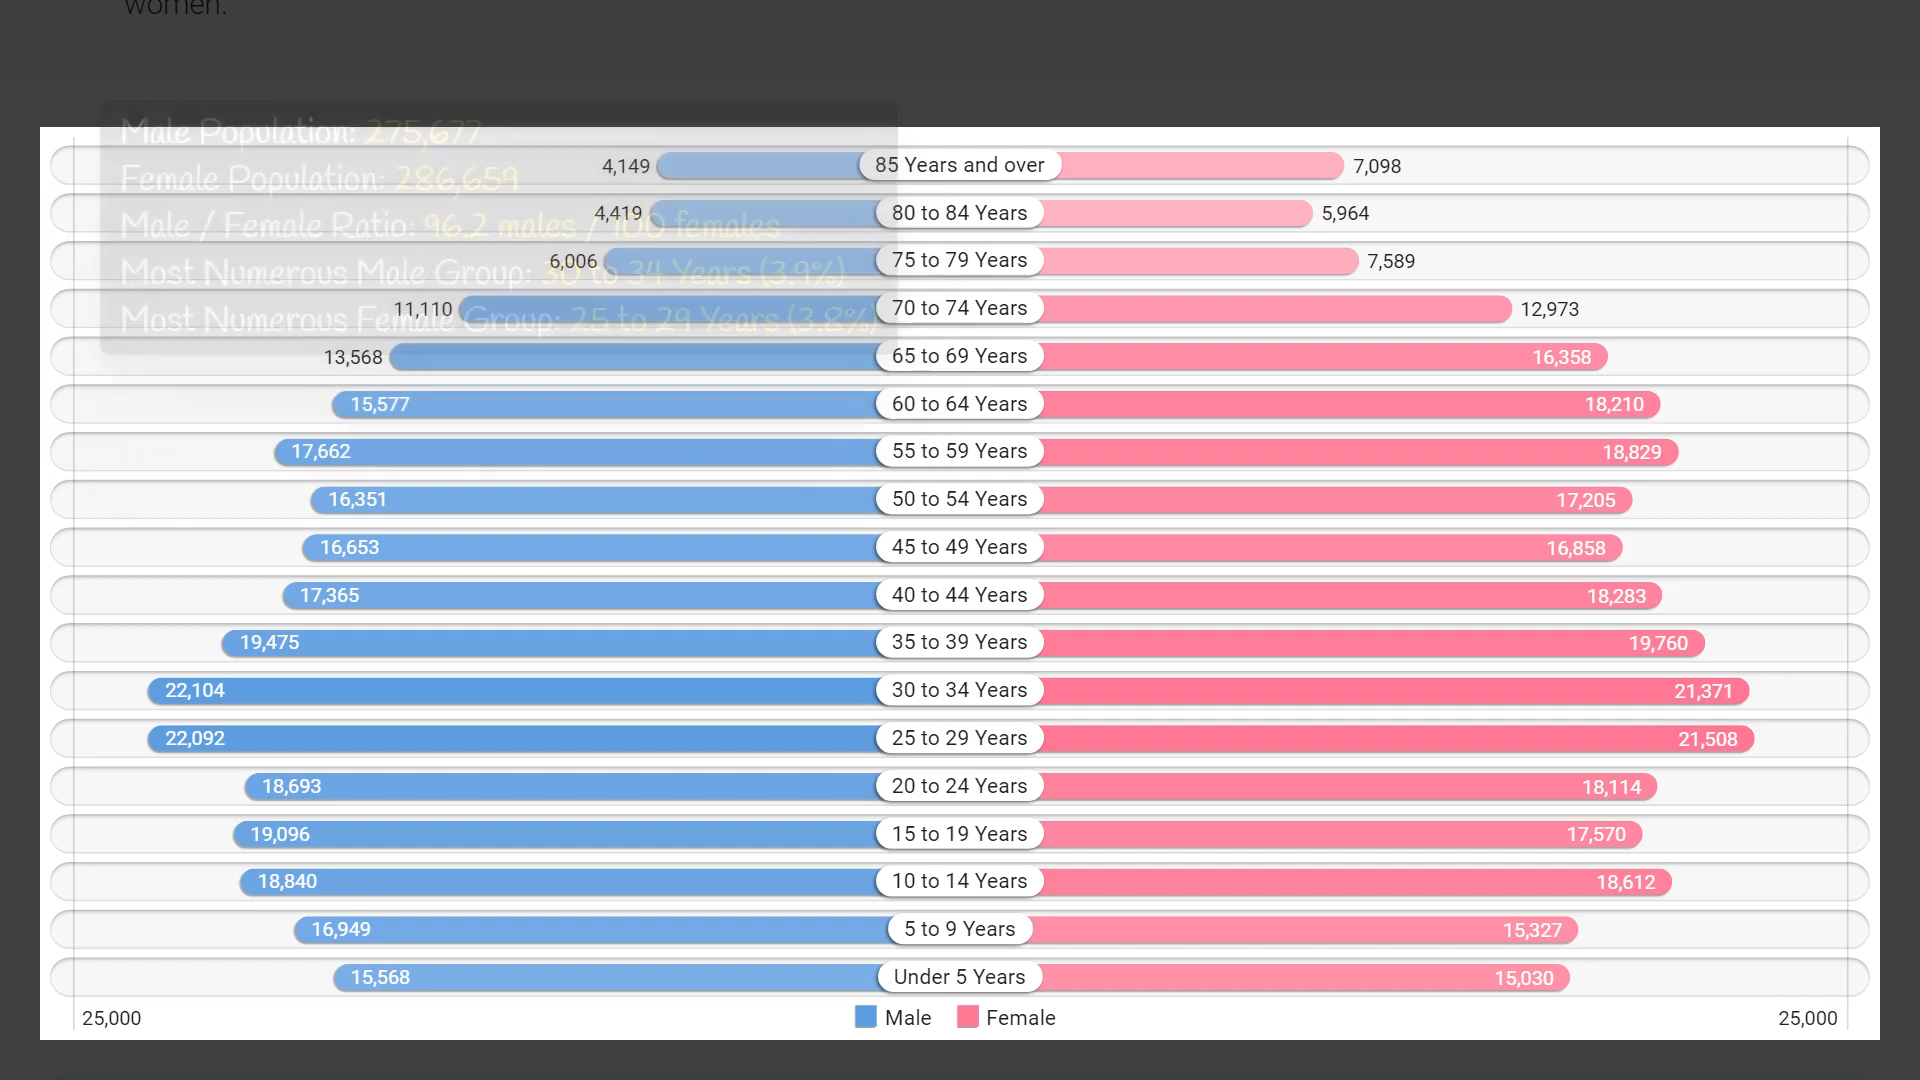 women.
Male Population: 275,677
Female Population: 286,659
Male / Female Ratio: 96.2 males / 100 females
Most Numerous Male Group: 30 to 34 Years (3.9%)
Most Numerous Female Group: 25 to 29 Years (3.8%)
4,149 85 Years and over 7,098
4,419 80 to 84 Years 5,964
6,006 75 to 79 Years 7,589
11,110 70 to 74 Years 12,973
13,568 65 to 69 Years 16,358
15,577 60 to 64 Years 18,210
17,662 55 to 59 Years 18,829
16,351 50 to 54 Years 17,205
16,653 45 to 49 Years 16,858
17,365 40 to 44 Years 18,283
19,475 35 to 39 Years 19,760
22,104 30 to 34 Years 21,371
22,092 25 to 29 Years 21,508
18,693 20 to 24 Years 18,114
19,096 15 to 19 Years 17,570
18,840 10 to 14 Years 18,612
16,949 5 to 9 Years 15,327
15,568 Under 5 Years 15,030
25,000 Male Female 25,000